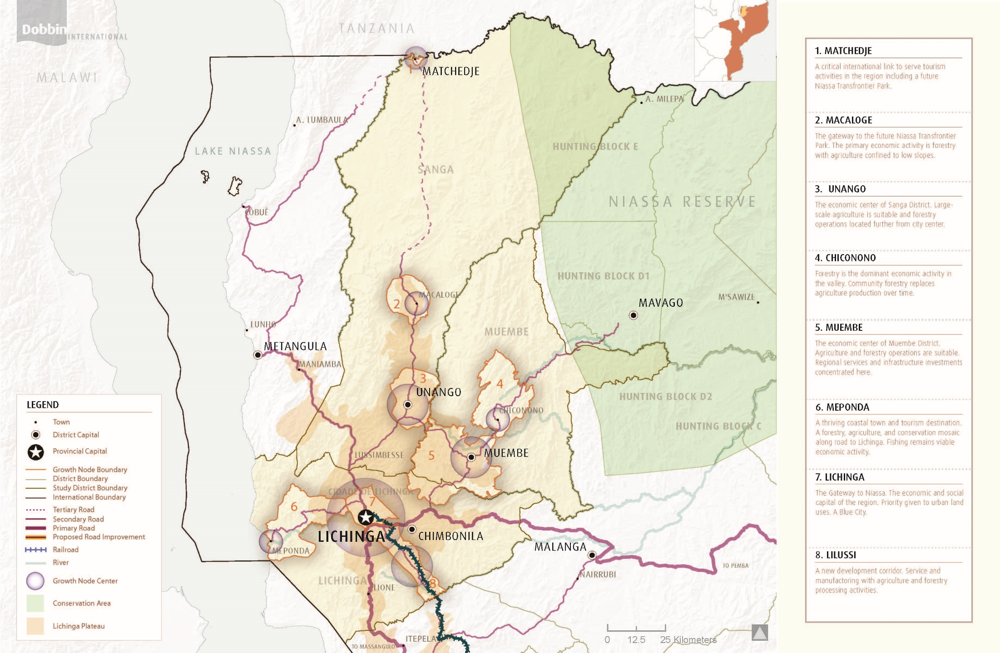 Dobbin
INTERNATIONAL
TANZANIA
MALAWI
MATCHEDJE
1
A. MILEPA
A. LUMBAULA
LAKE NIASSA
HUNTING BLOCK E
SANGA
NIASSA RESERVE
CÓBUÈ
HUNTING BLOCK D1
MACALOGE
2
M'SAWIZE
MAVAGO
LUNHO
MUEMBE
METANGULA
MANIAMBA
3
UNANGO
4
HUNTING BLOCK D2
CHICONONO
HUNTING BLOCK C
LUSSIMBESSE
5
MUEMBE
CIDADE DE LICHINGA
6
7
LICHINGA
CHIMBONILA
MEPONDA
MALANGA
TO PEMBA
NAIRRUBI
LICHINGA
8
LIONE
ITEPELA
TO MASSANGULO
0 12.5 25 Kilometers
LEGEND
Town
District Capital
Provincial Capital
Growth Node Boundary
District Boundary
Study District Boundary
International Boundary
Tertiary Road
Secondary Road
Primary Road
Proposed Road Improvement
Railroad
River
Growth Node Center
Conservation Area
Lichinga Plateau
1. MATCHEDJE
A critical international link to serve tourism
activities in the region including a future
Niassa Transfrontier Park.
2. MACALOGE
The gateway to the future Niassa Transfrontier
Park. The primary economic activity is forestry
with agriculture confined to low slopes.
3. UNANGO
The economic center of Sanga District. Large-
scale agriculture is suitable and forestry
operations located further from city center.
4. CHICONONO
Forestry is the dominant economic activity in
the valley. Community forestry replaces
agriculture production over time.
5. MUEMBE
The economic center of Muembe District.
Agriculture and forestry operations are suitable.
Regional services and infrastructure investments
concentrated here.
6. MEPONDA
A thriving coastal town and tourism destination.
A forestry, agriculture, and conservation mosaic
along road to Lichinga. Fishing remains viable
economic activity.
7. LICHINGA
The Gateway to Niassa. The economic and social
capital of the region. Priority given to urban land
uses. A Blue City.
8. LILUSSI
A new development corridor. Service and
manufactoring with agriculture and forestry
processing activities.